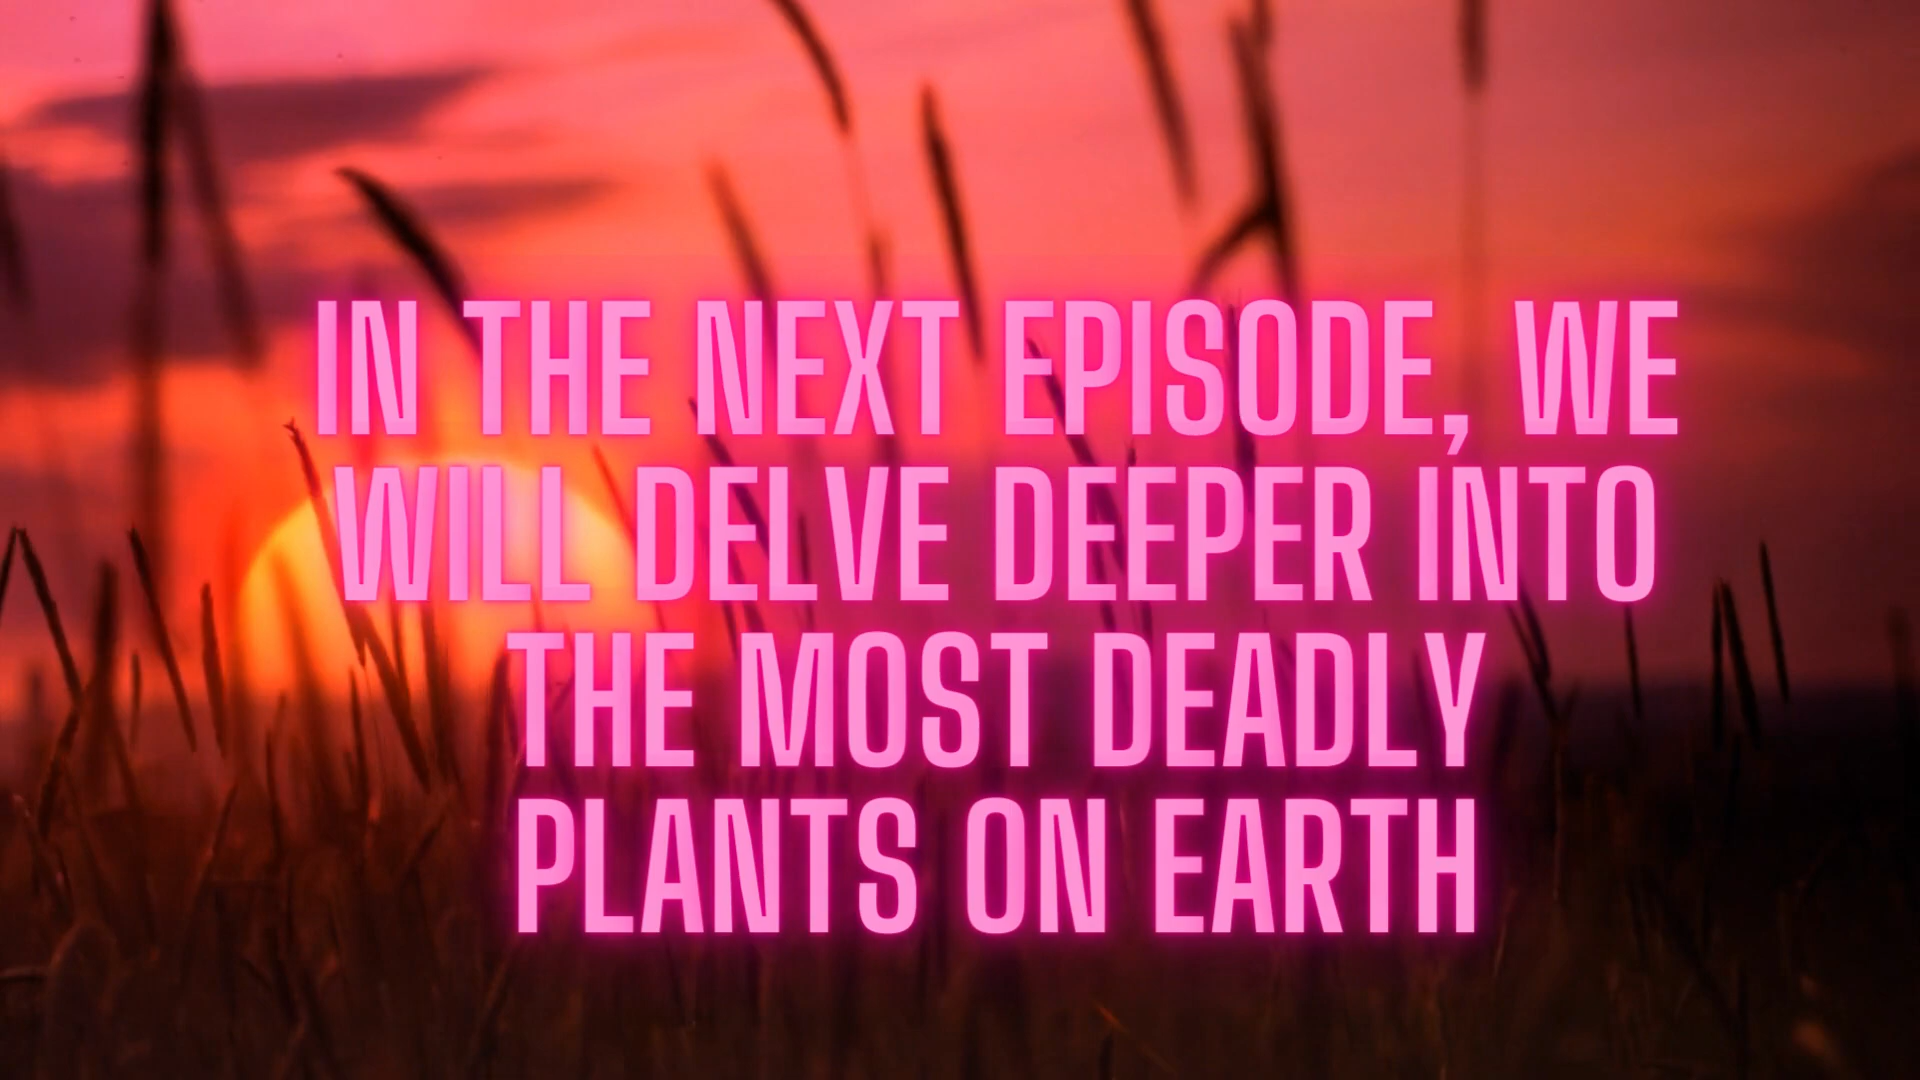 IN THE NEXT EPISODE, WE
WILL DELVE DEEPER INTO
THE MOST DEADLY
PLANTS ON EARTH